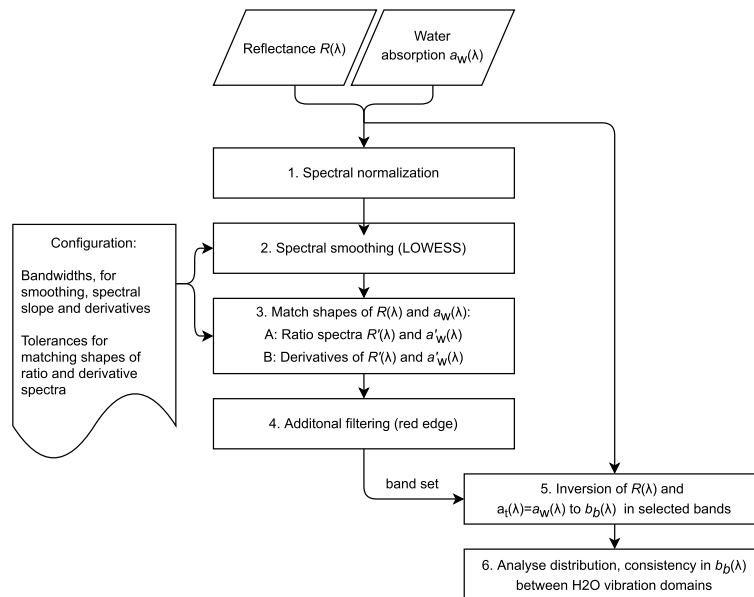 Reflectance R(λ)
Water
absorption aw(λ)
1. Spectral normalization
Configuration:
Bandwidths, for
smoothing, spectral
slope and derivatives
Tolerances for
matching shapes of
ratio and derivative
spectra
2. Spectral smoothing (LOWESS)
3. Match shapes of R(λ) and aw(λ):
A: Ratio spectra R'(λ) and a'w(λ)
B: Derivatives of R'(λ) and a'w(λ)
4. Additonal filtering (red edge)
band set
5. Inversion of R(λ) and
at(λ)=aw(λ) to bb(λ) in selected bands
6. Analyse distribution, consistency in bb(λ)
between H2O vibration domains